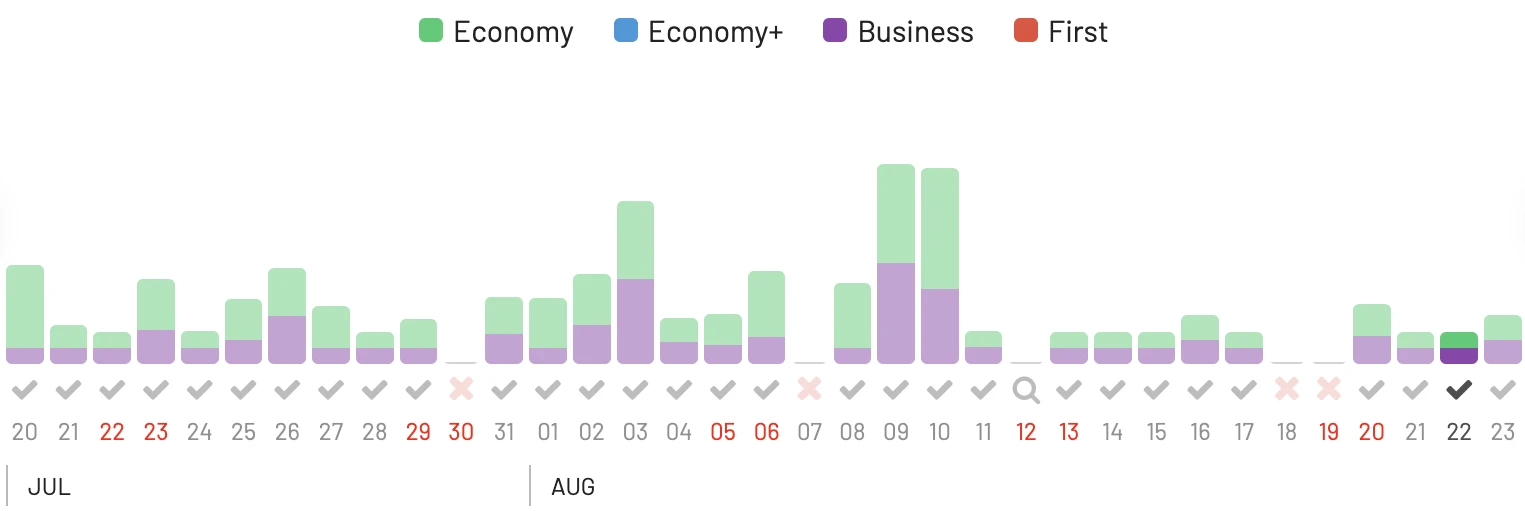 Economy Economy+ Business First
20 21 22 23 24 25 26 27 28 29 30 31 01 02 03 04 05 06 07 08 09 10 11 12 13 14 15 16 17 18 19 20 21 22 23
JUL AUG